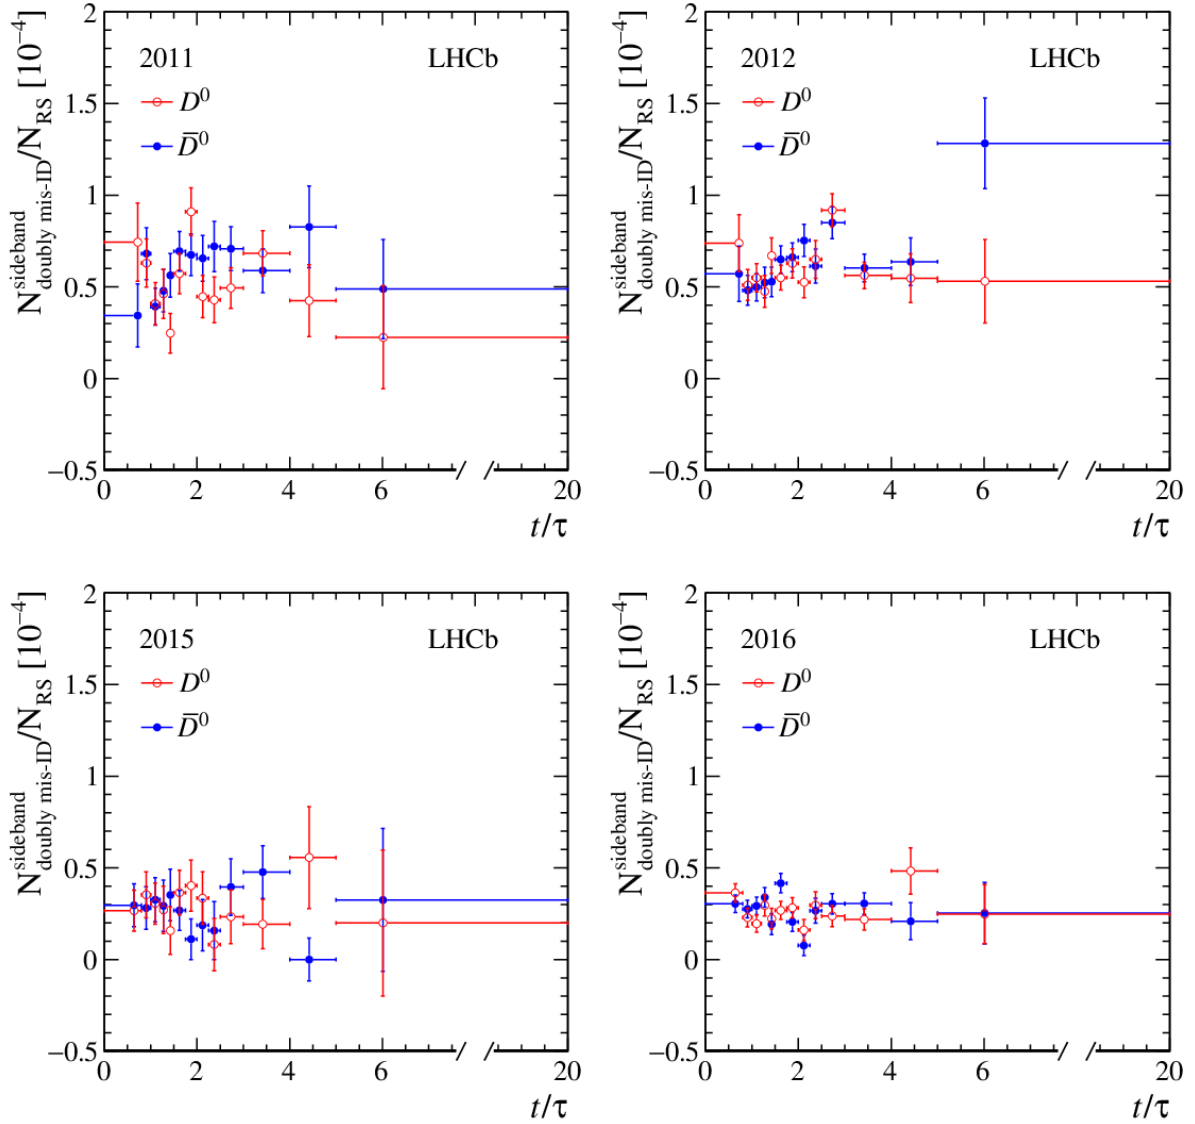 2011 LHCb
D⁰
D̅⁰
N^sideband_doubly mis-ID/N_RS [10⁻⁴]
2
1.5
1
0.5
0
−0.5
0 2 4 6 20
t/τ
2012 LHCb
D⁰
D̅⁰
N^sideband_doubly mis-ID/N_RS [10⁻⁴]
2
1.5
1
0.5
0
−0.5
0 2 4 6 20
t/τ
2015 LHCb
D⁰
D̅⁰
N^sideband_doubly mis-ID/N_RS [10⁻⁴]
2
1.5
1
0.5
0
−0.5
0 2 4 6 20
t/τ
2016 LHCb
D⁰
D̅⁰
N^sideband_doubly mis-ID/N_RS [10⁻⁴]
2
1.5
1
0.5
0
−0.5
0 2 4 6 20
t/τ